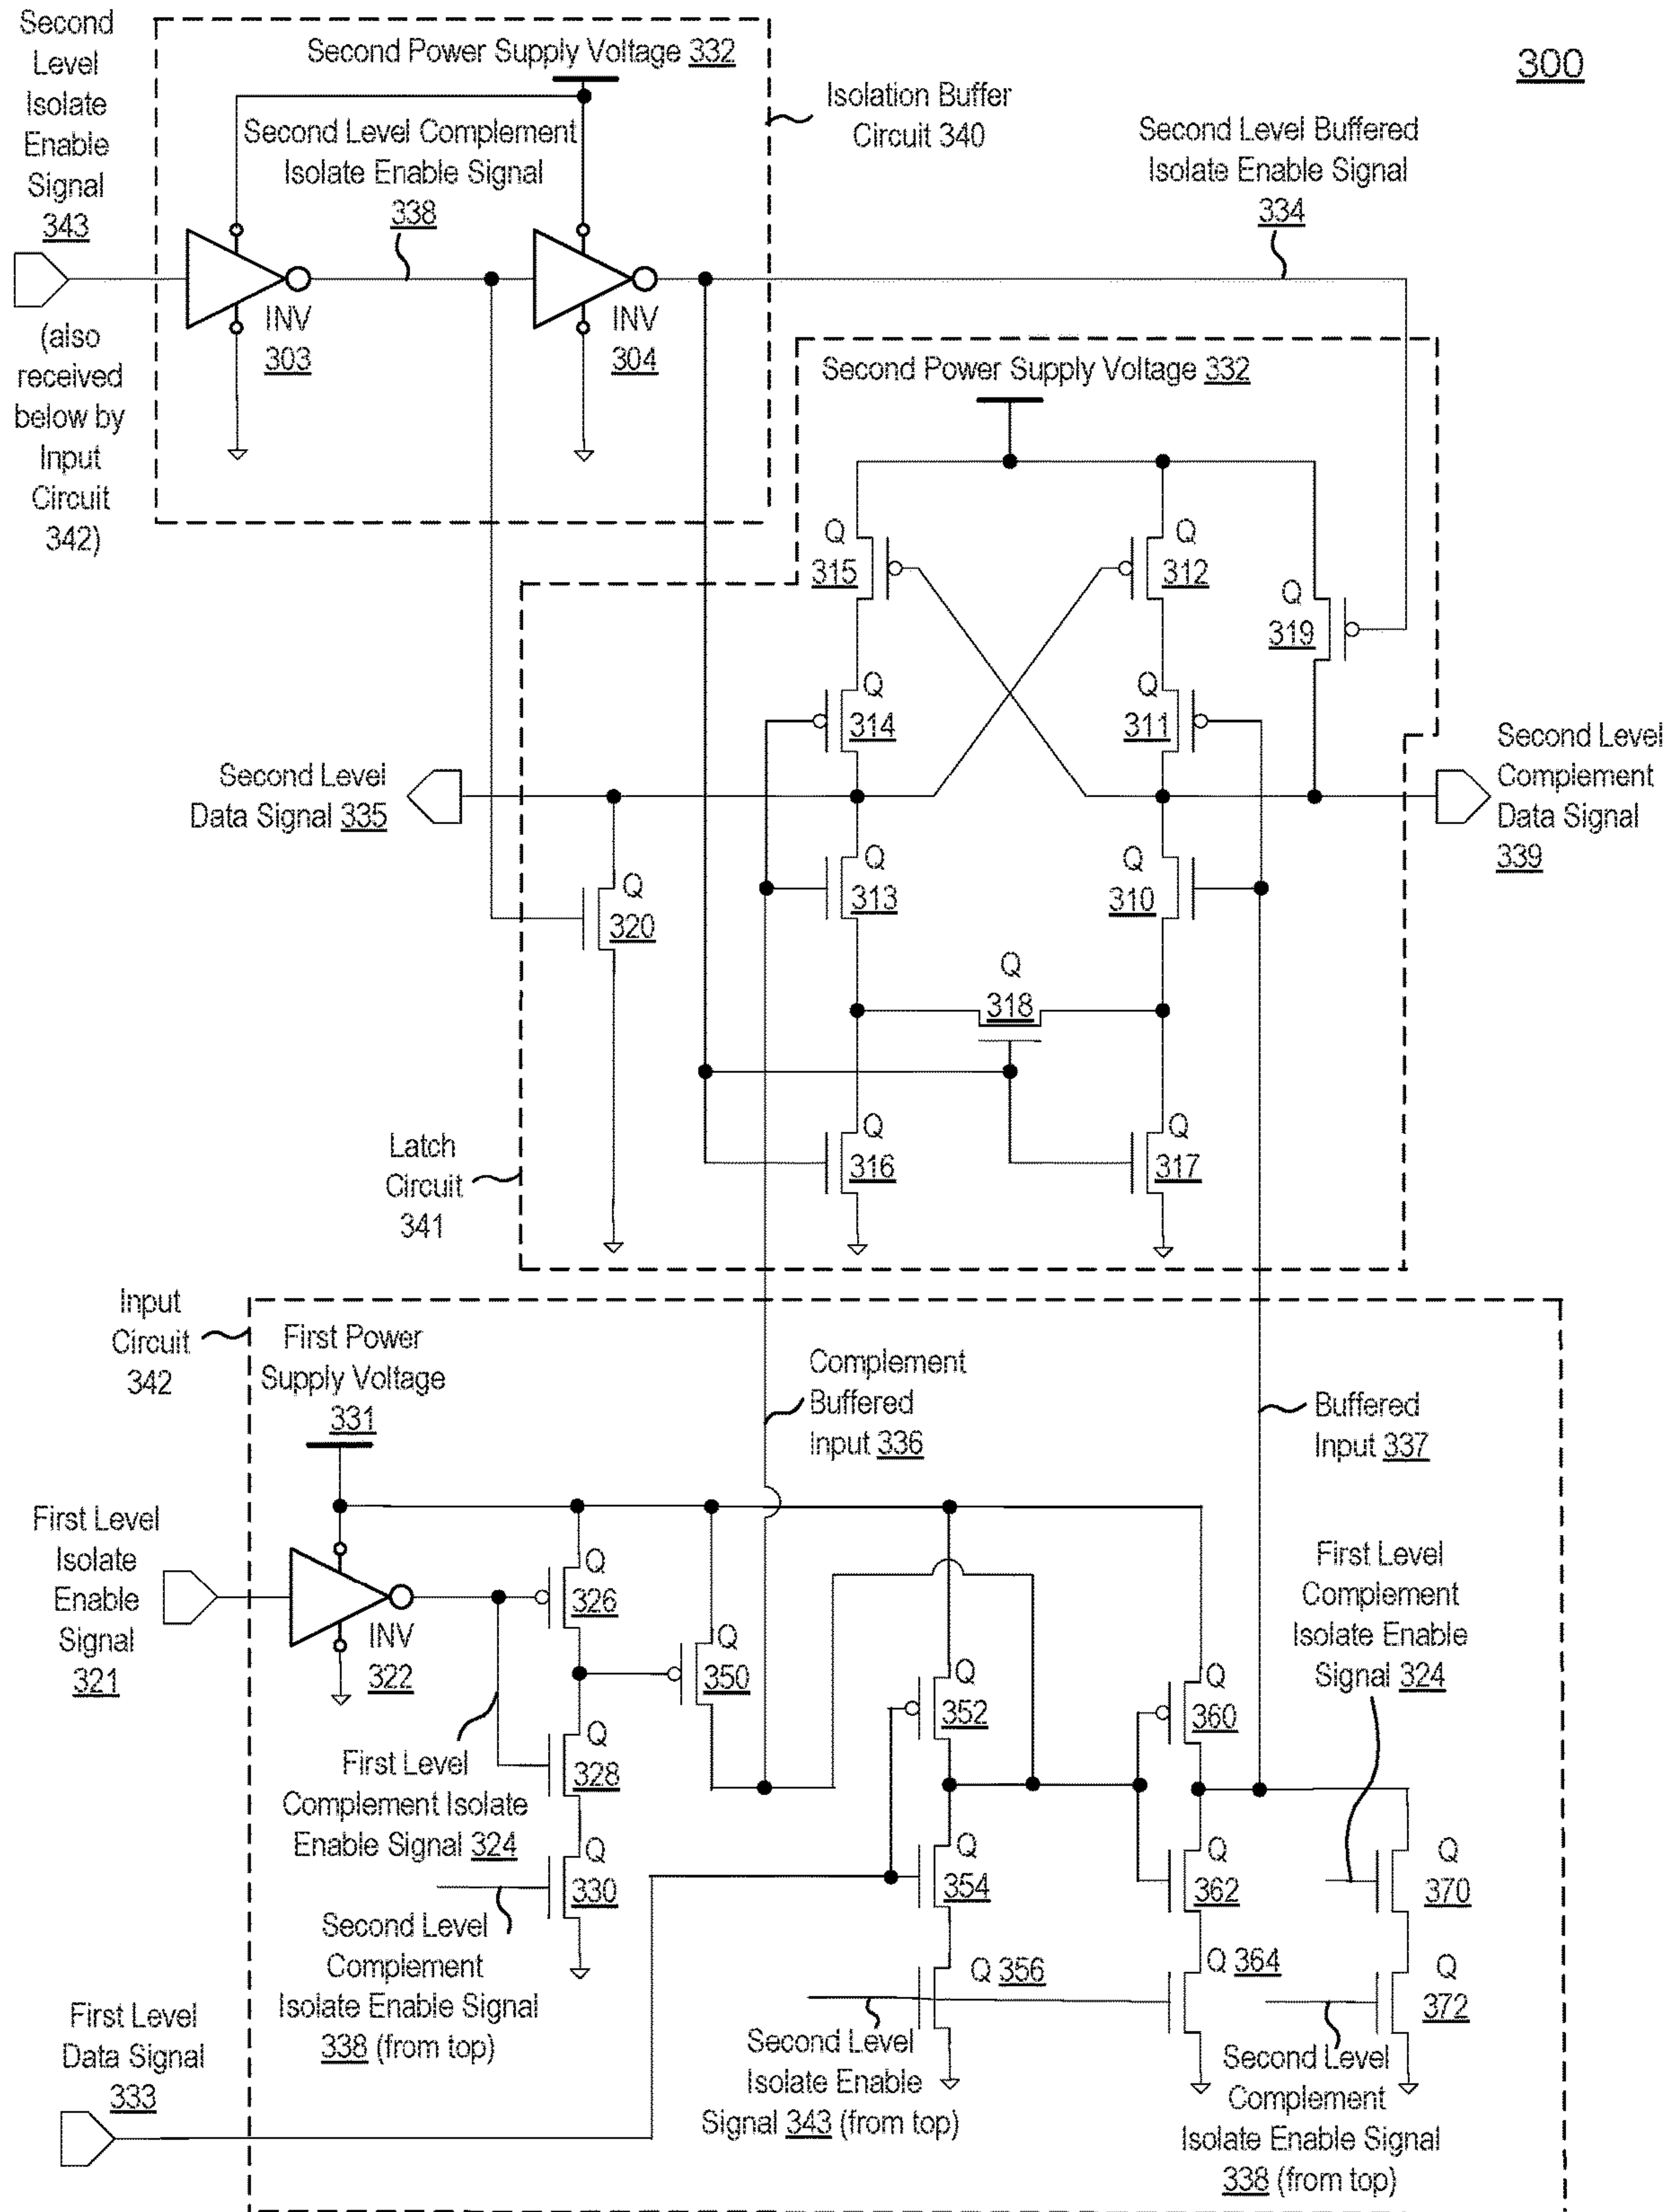 300
Second
Level
Isolate
Enable
Signal
343
(also
received
below by
Input
Circuit
342)
Second Power Supply Voltage 332
Second Level Complement
Isolate Enable Signal
338
INV
303
INV
304
Isolation Buffer
Circuit 340
Second Level Buffered
Isolate Enable Signal
334
Second Power Supply Voltage 332
Q
315
Q
312
Q
319
Q
314
Q
311
Second Level
Data Signal 335
Second Level
Complement
Data Signal
339
Q
313
Q
310
Q
320
Q
318
Q
316
Q
317
Latch
Circuit
341
Input
Circuit
342
First Power
Supply Voltage
331
Complement
Buffered
Input 336
Buffered
Input 337
First Level
Isolate
Enable
Signal
321
INV
322
Q
326
Q
350
Q
328
Q
330
First Level
Complement Isolate
Enable Signal 324
Second Level
Complement
Isolate Enable Signal
338 (from top)
Q
352
Q
354
Q 356
Q
360
Q
362
Q 364
First Level
Complement
Isolate Enable
Signal 324
Q
370
Q
372
First Level
Data Signal
333
Second Level
Isolate Enable
Signal 343 (from top)
Second Level
Complement
Isolate Enable Signal
338 (from top)